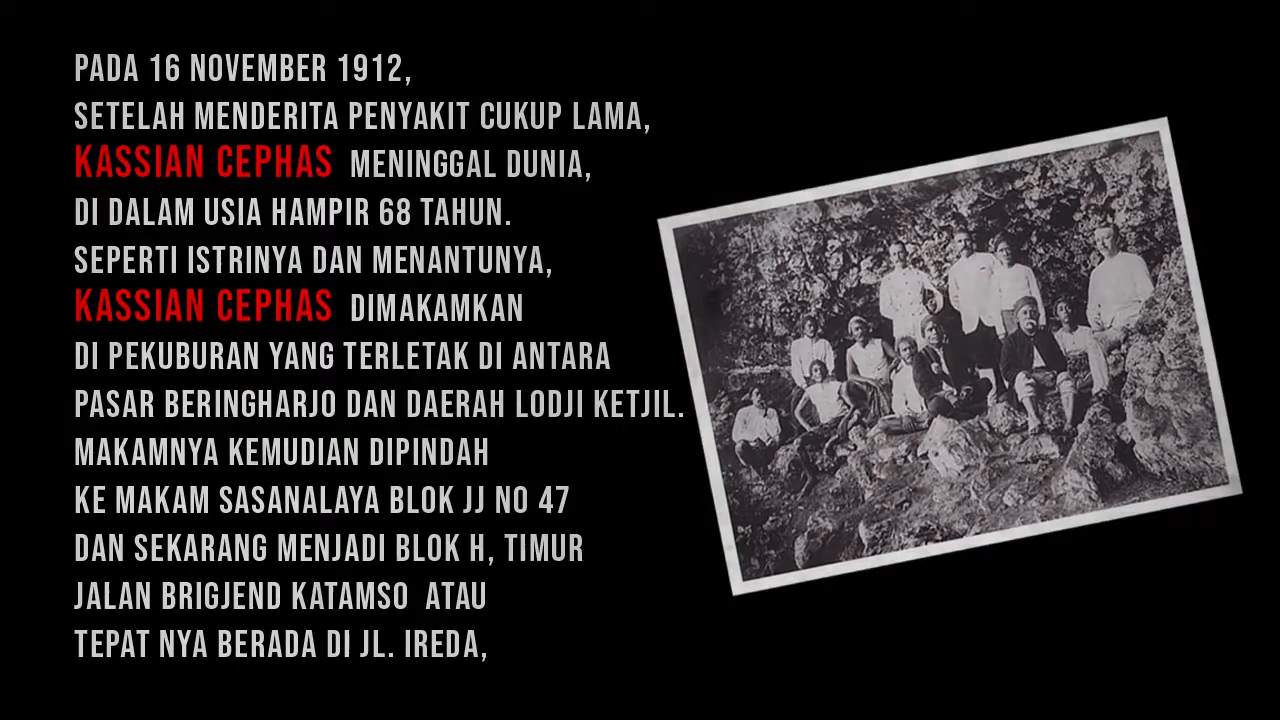 PADA 16 NOVEMBER 1912,
SETELAH MENDERITA PENYAKIT CUKUP LAMA,
KASSIAN CEPHAS MENINGGAL DUNIA,
DI DALAM USIA HAMPIR 68 TAHUN.
SEPERTI ISTRINYA DAN MENANTUNYA,
KASSIAN CEPHAS DIMAKAMKAN
DI PEKUBURAN YANG TERLETAK DI ANTARA
PASAR BERINGHARJO DAN DAERAH LODJI KETJIL.
MAKAMNYA KEMUDIAN DIPINDAH
KE MAKAM SASANALAYA BLOK JJ NO 47
DAN SEKARANG MENJADI BLOK H, TIMUR
JALAN BRIGJEND KATAMSO ATAU
TEPAT NYA BERADA DI JL. IREDA,